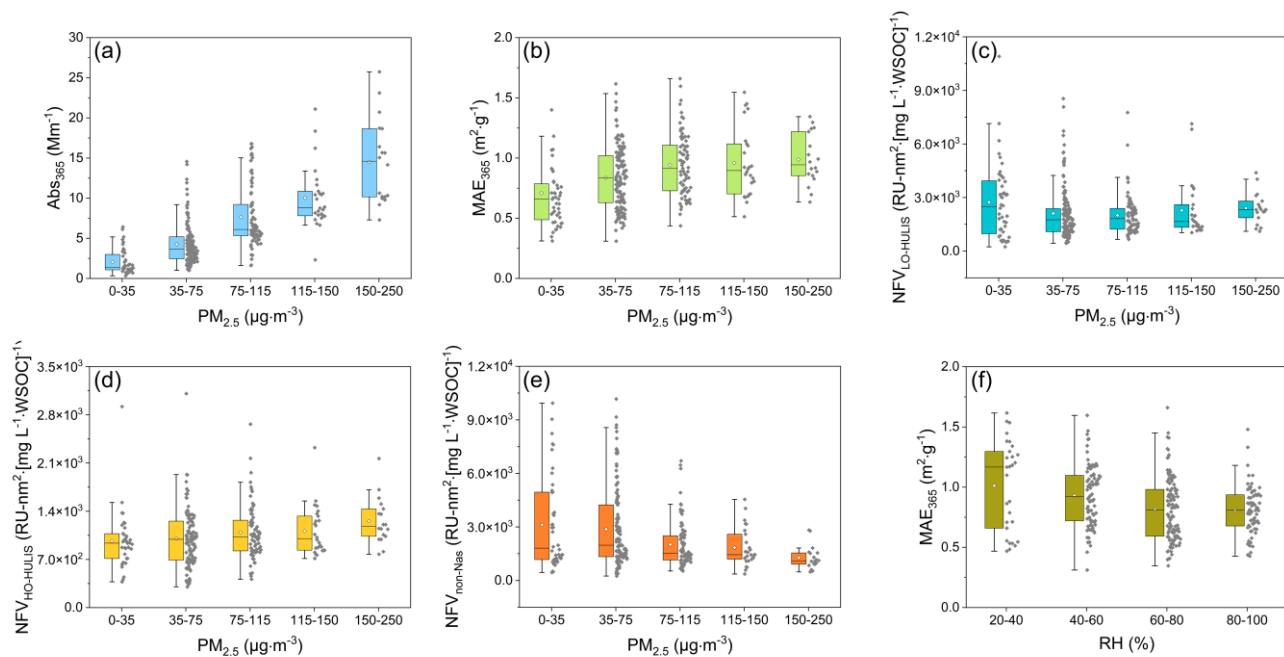 (a)
Abs₃₆₅ (Mm⁻¹)
30
25
20
15
10
5
0
0-35 35-75 75-115 115-150 150-250
PM₂.₅ (μg·m⁻³)
(b)
MAE₃₆₅ (m²·g⁻¹)
2.0
1.5
1.0
0.5
0.0
0-35 35-75 75-115 115-150 150-250
PM₂.₅ (μg·m⁻³)
(c)
NFV_LO-HULIS (RU-nm²·[mg L⁻¹·WSOC]⁻¹)
1.2×10⁴
9.0×10³
6.0×10³
3.0×10³
0.0
0-35 35-75 75-115 115-150 150-250
PM₂.₅ (μg·m⁻³)
(d)
NFV_HO-HULIS (RU-nm²·[mg L⁻¹·WSOC]⁻¹)
3.5×10³
2.8×10³
2.1×10³
1.4×10³
7.0×10²
0.0
0-35 35-75 75-115 115-150 150-250
PM₂.₅ (μg·m⁻³)
(e)
NFV_non-Nas (RU-nm²·[mg L⁻¹·WSOC]⁻¹)
1.2×10⁴
9.0×10³
6.0×10³
3.0×10³
0.0
0-35 35-75 75-115 115-150 150-250
PM₂.₅ (μg·m⁻³)
(f)
MAE₃₆₅ (m²·g⁻¹)
2.0
1.5
1.0
0.5
0.0
20-40 40-60 60-80 80-100
RH (%)